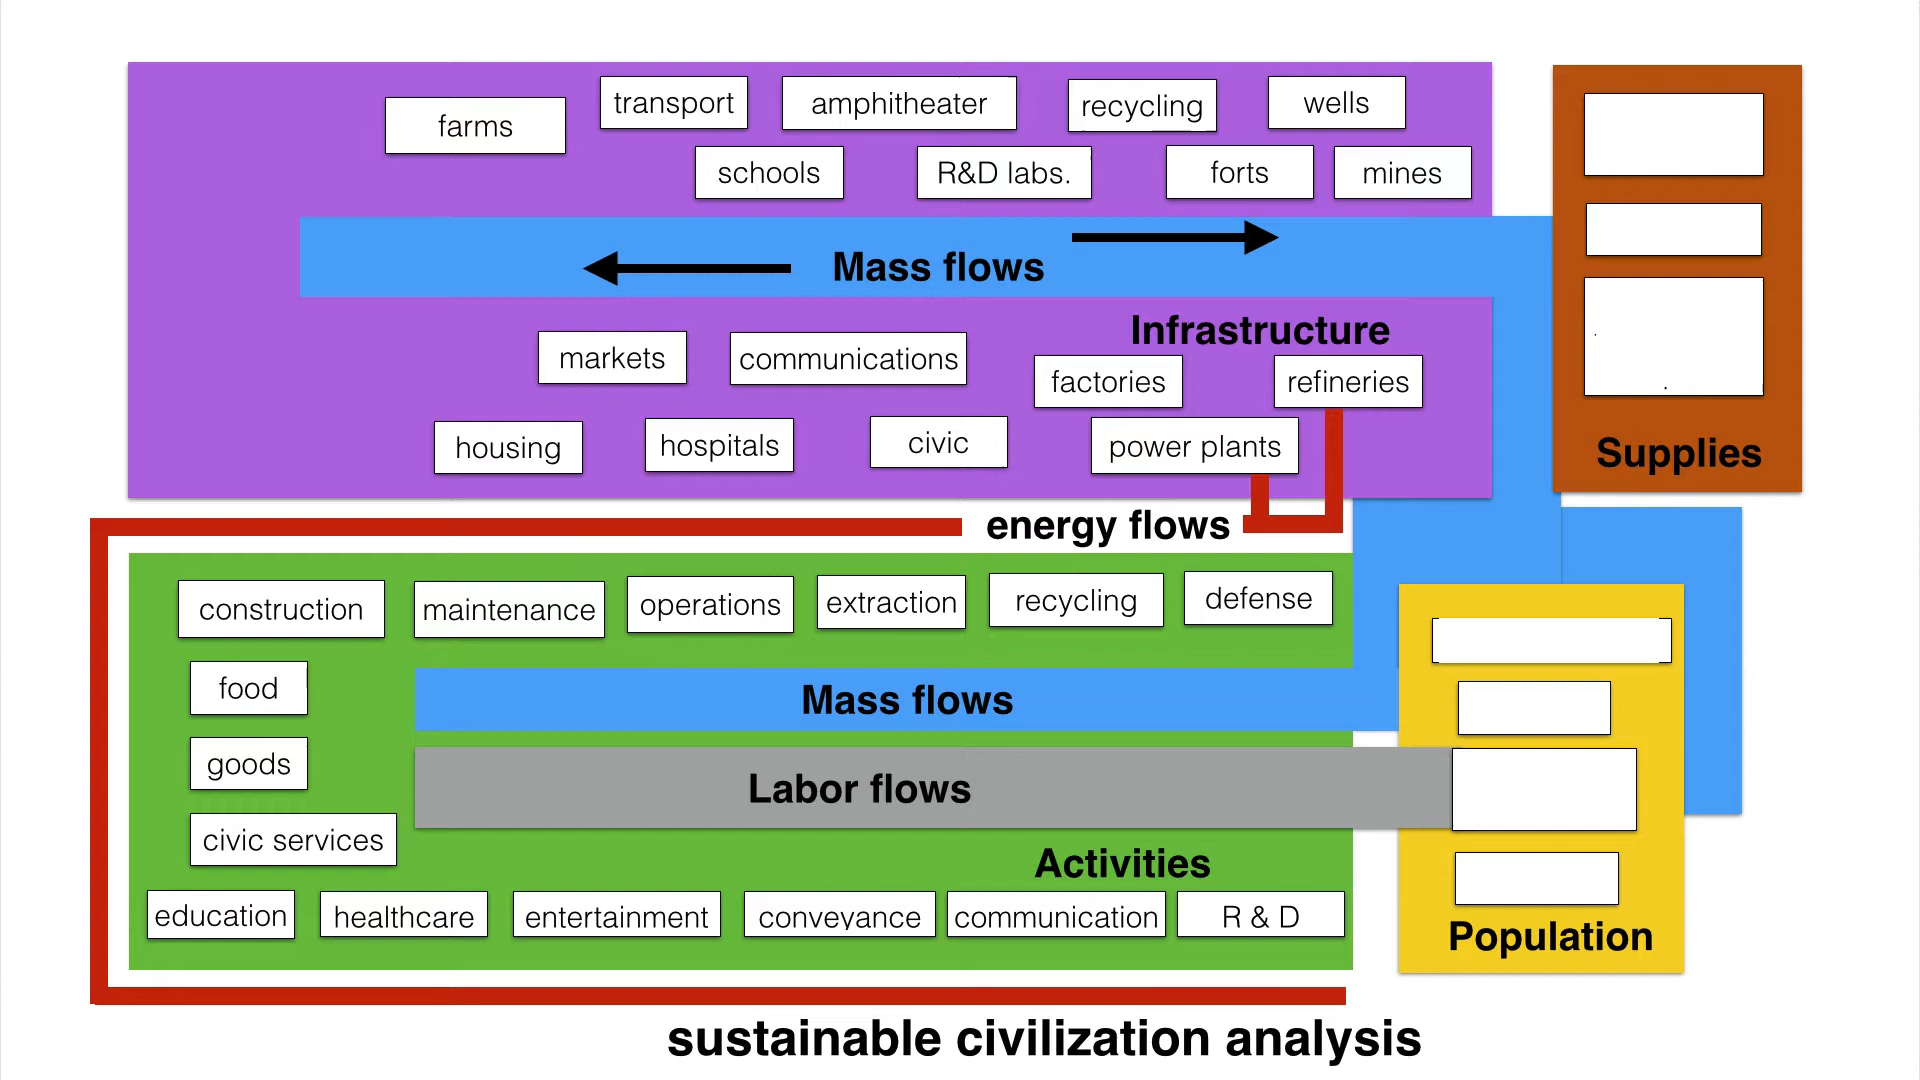 farms
transport
amphitheater
recycling
wells
schools
R&D labs.
forts
mines
Mass flows
Infrastructure
markets
communications
factories
refineries
housing
hospitals
civic
power plants
Supplies
energy flows
construction
maintenance
operations
extraction
recycling
defense
food
Mass flows
goods
Labor flows
civic services
Activities
education
healthcare
entertainment
conveyance
communication
R & D
Population
sustainable civilization analysis